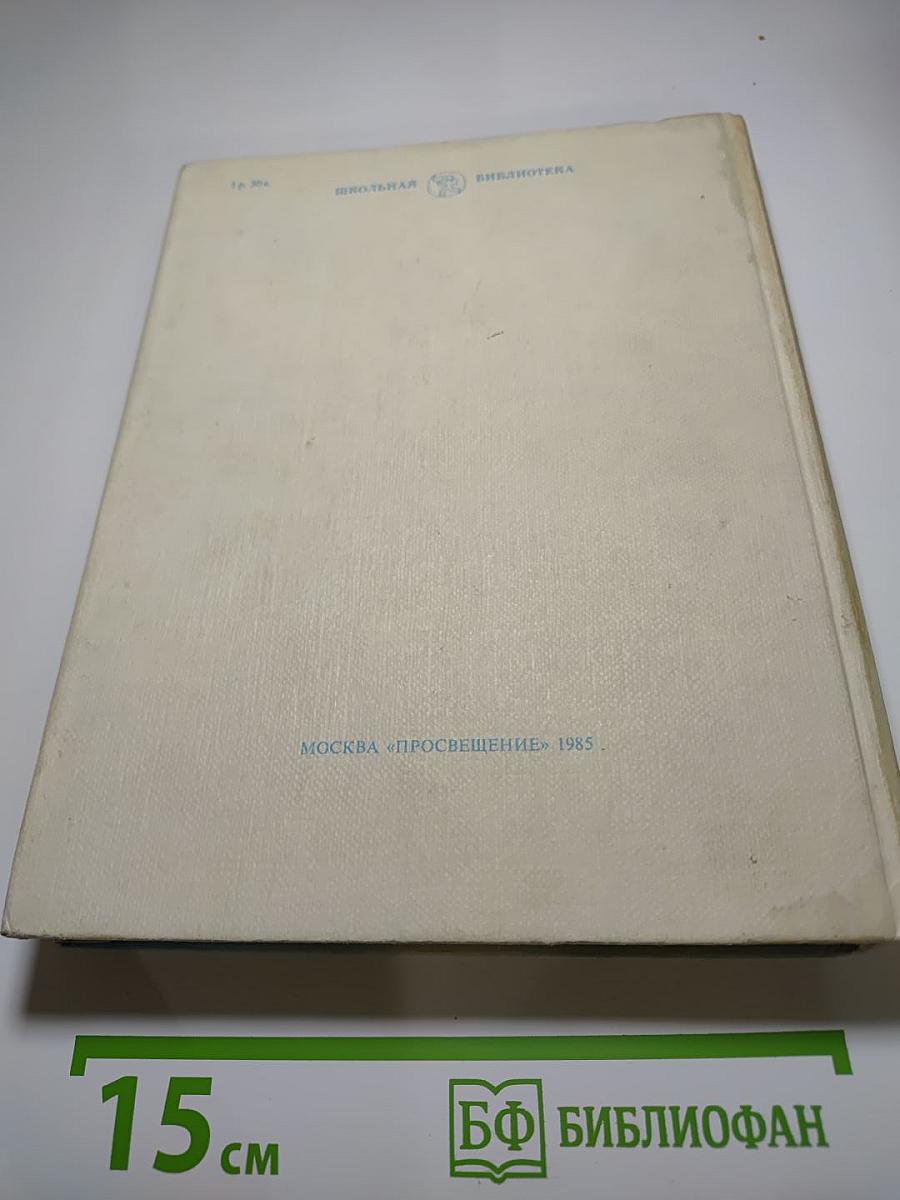 1 р. 30 к.
ШКОЛЬНАЯ БИБЛИОТЕКА
МОСКВА «ПРОСВЕЩЕНИЕ» 1985
15 см
БФ БИБЛИОФАН